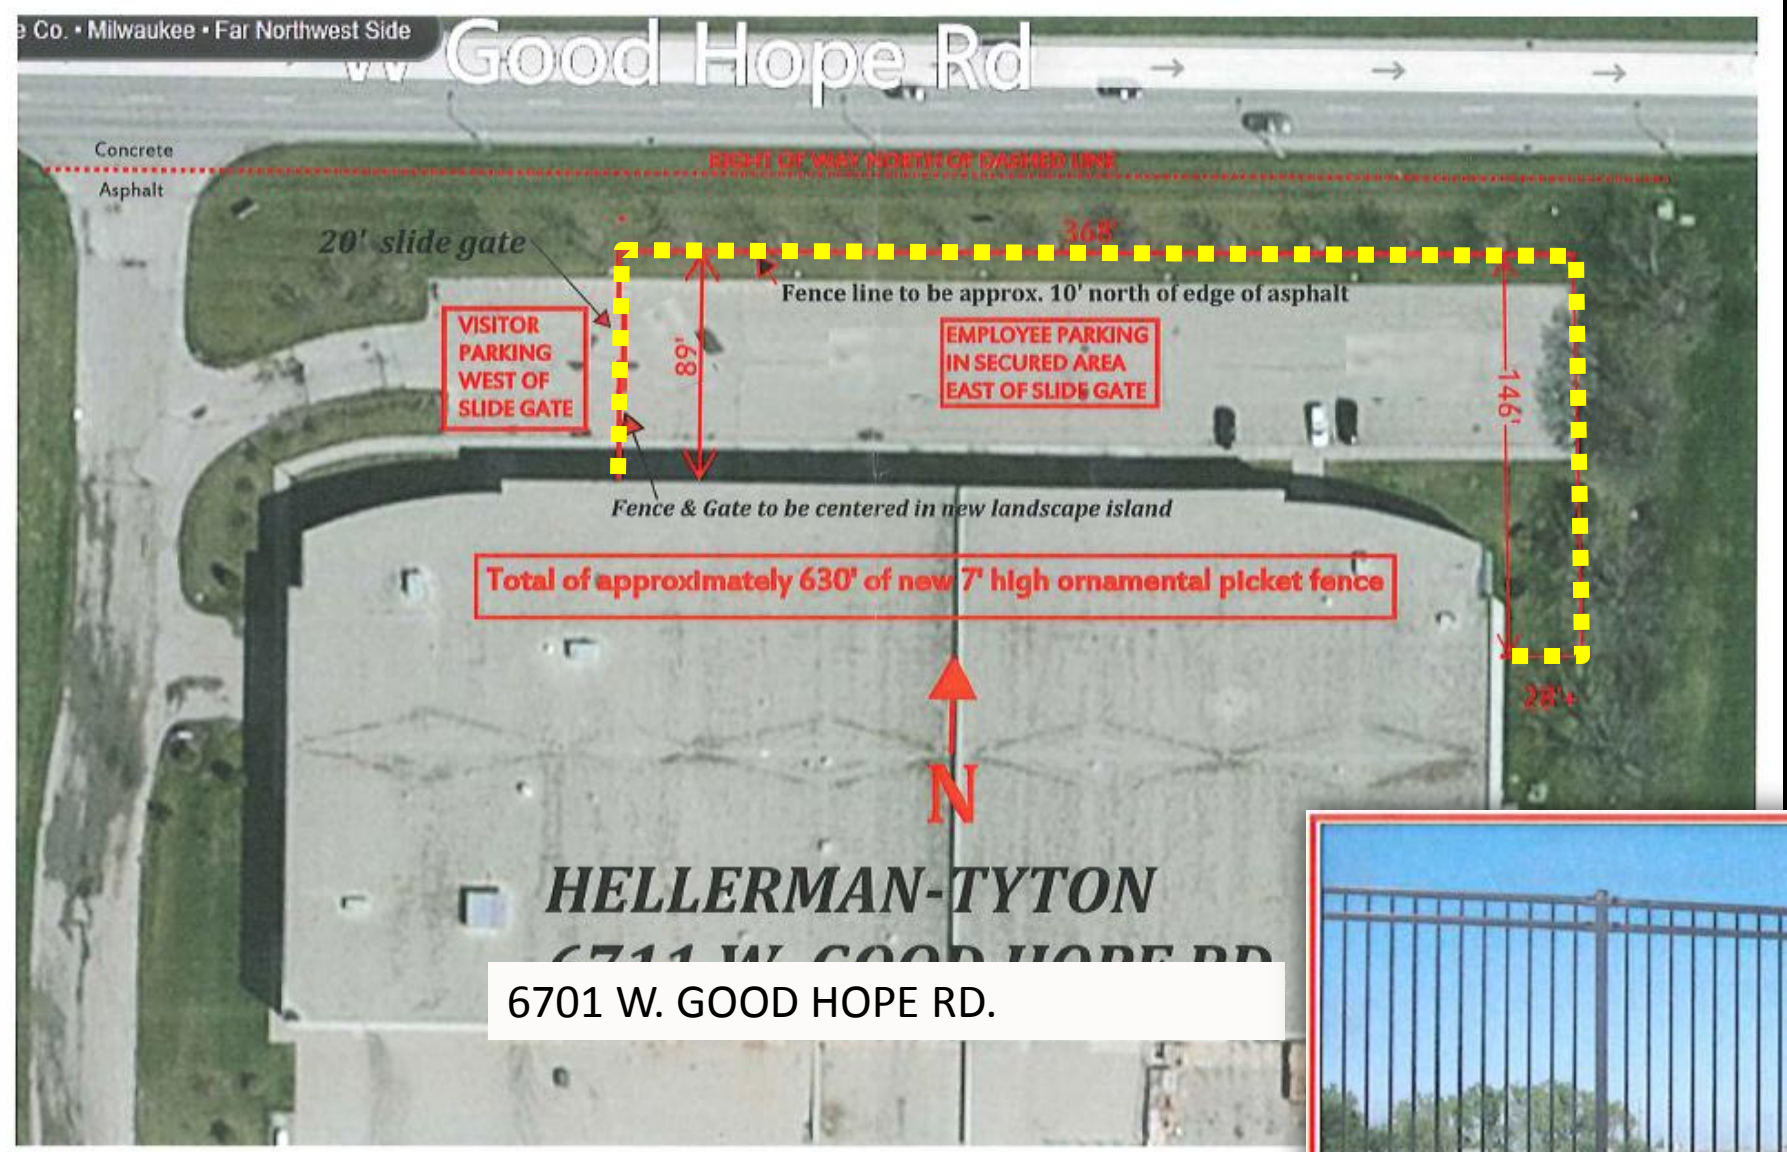 e Co. • Milwaukee • Far Northwest Side
W Good Hope Rd
Concrete
Asphalt
RIGHT OF WAY NORTH OF DASHED LINE
20' slide gate
368'
Fence line to be approx. 10' north of edge of asphalt
VISITOR
PARKING
WEST OF
SLIDE GATE
89'
EMPLOYEE PARKING
IN SECURED AREA
EAST OF SLIDE GATE
146'
Fence & Gate to be centered in new landscape island
Total of approximately 630' of new 7' high ornamental picket fence
28'+
N
HELLERMAN-TYTON
6711 W. GOOD HOPE RD
6701 W. GOOD HOPE RD.